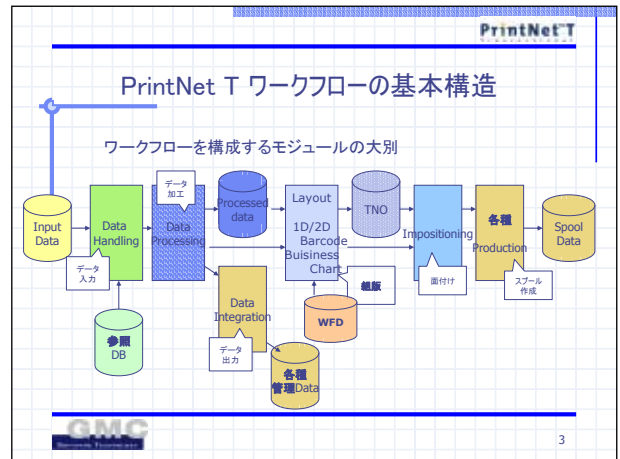 PrintNet T
PrintNet T ワークフローの基本構造
ワークフローを構成するモジュールの大別
Input
Data
Data
Handling
データ
入力
データ
加工
Data
Processing
Processed
data
Layout
1D/2D
Barcode
Buisiness
Chart
組版
TNO
Impositioning
面付け
各種
Production
スプール
作成
Spool
Data
参照
DB
Data
Integration
データ
出力
各種
管理Data
WFD
GMC
3